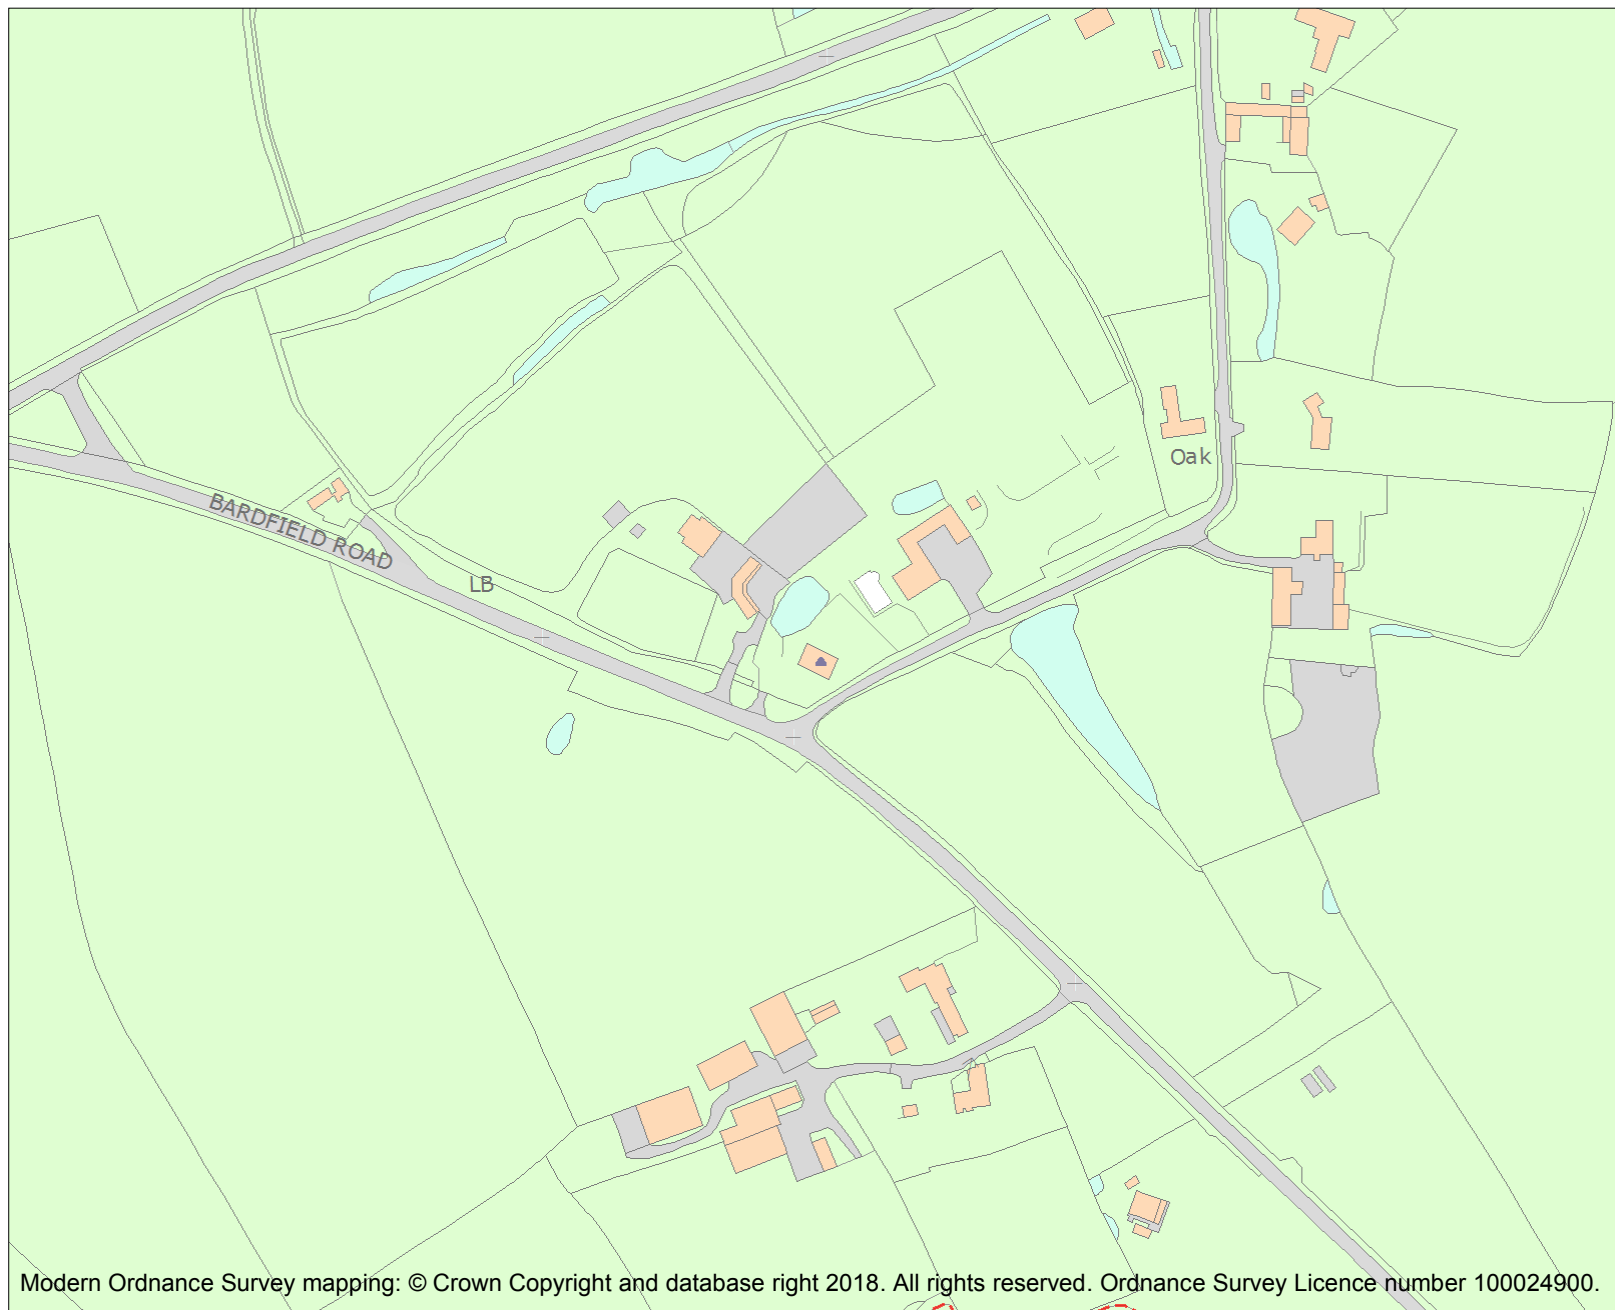 Oak
BARDFIELD ROAD
LB
Modern Ordnance Survey mapping: © Crown Copyright and database right 2018. All rights reserved. Ordnance Survey Licence number 100024900.